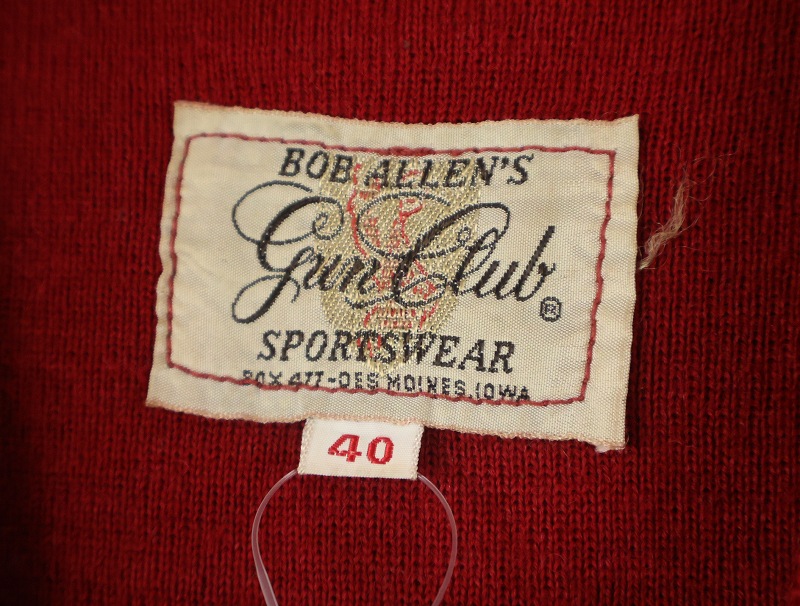 BOB ALLEN'S
Gun Club ®
SPORTSWEAR
BOX 477-DES MOINES, IOWA
40